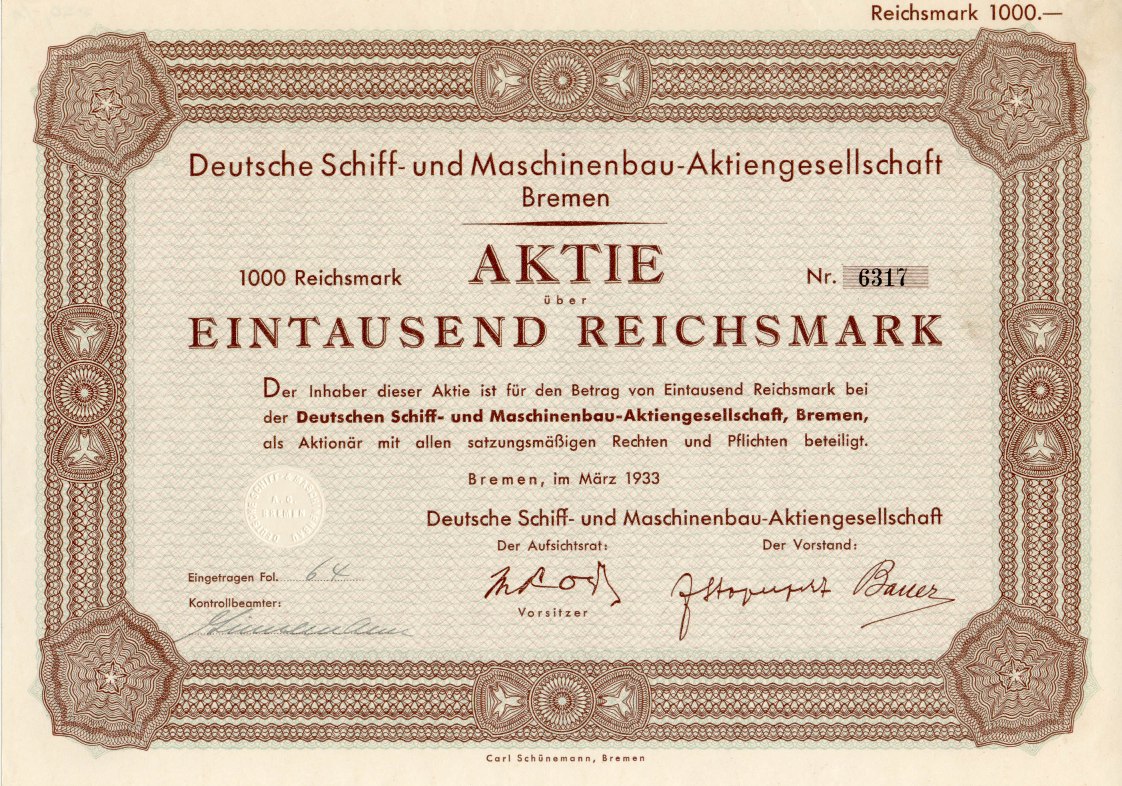 Reichsmark 1000.—
Deutsche Schiff- und Maschinenbau-Aktiengesellschaft
Bremen
AKTIE
1000 Reichsmark
Nr. 6317
über
EINTAUSEND REICHSMARK
Der Inhaber dieser Aktie ist für den Betrag von Eintausend Reichsmark bei
der Deutschen Schiff- und Maschinenbau-Aktiengesellschaft, Bremen,
als Aktionär mit allen satzungsmäßigen Rechten und Pflichten beteiligt.
Bremen, im März 1933
Deutsche Schiff- und Maschinenbau-Aktiengesellschaft
Der Aufsichtsrat:
Der Vorstand:
Bauer
Vorsitzer
Eingetragen Fol. 64
Kontrollbeamter:
A. G.
BREMEN
Carl Schünemann, Bremen